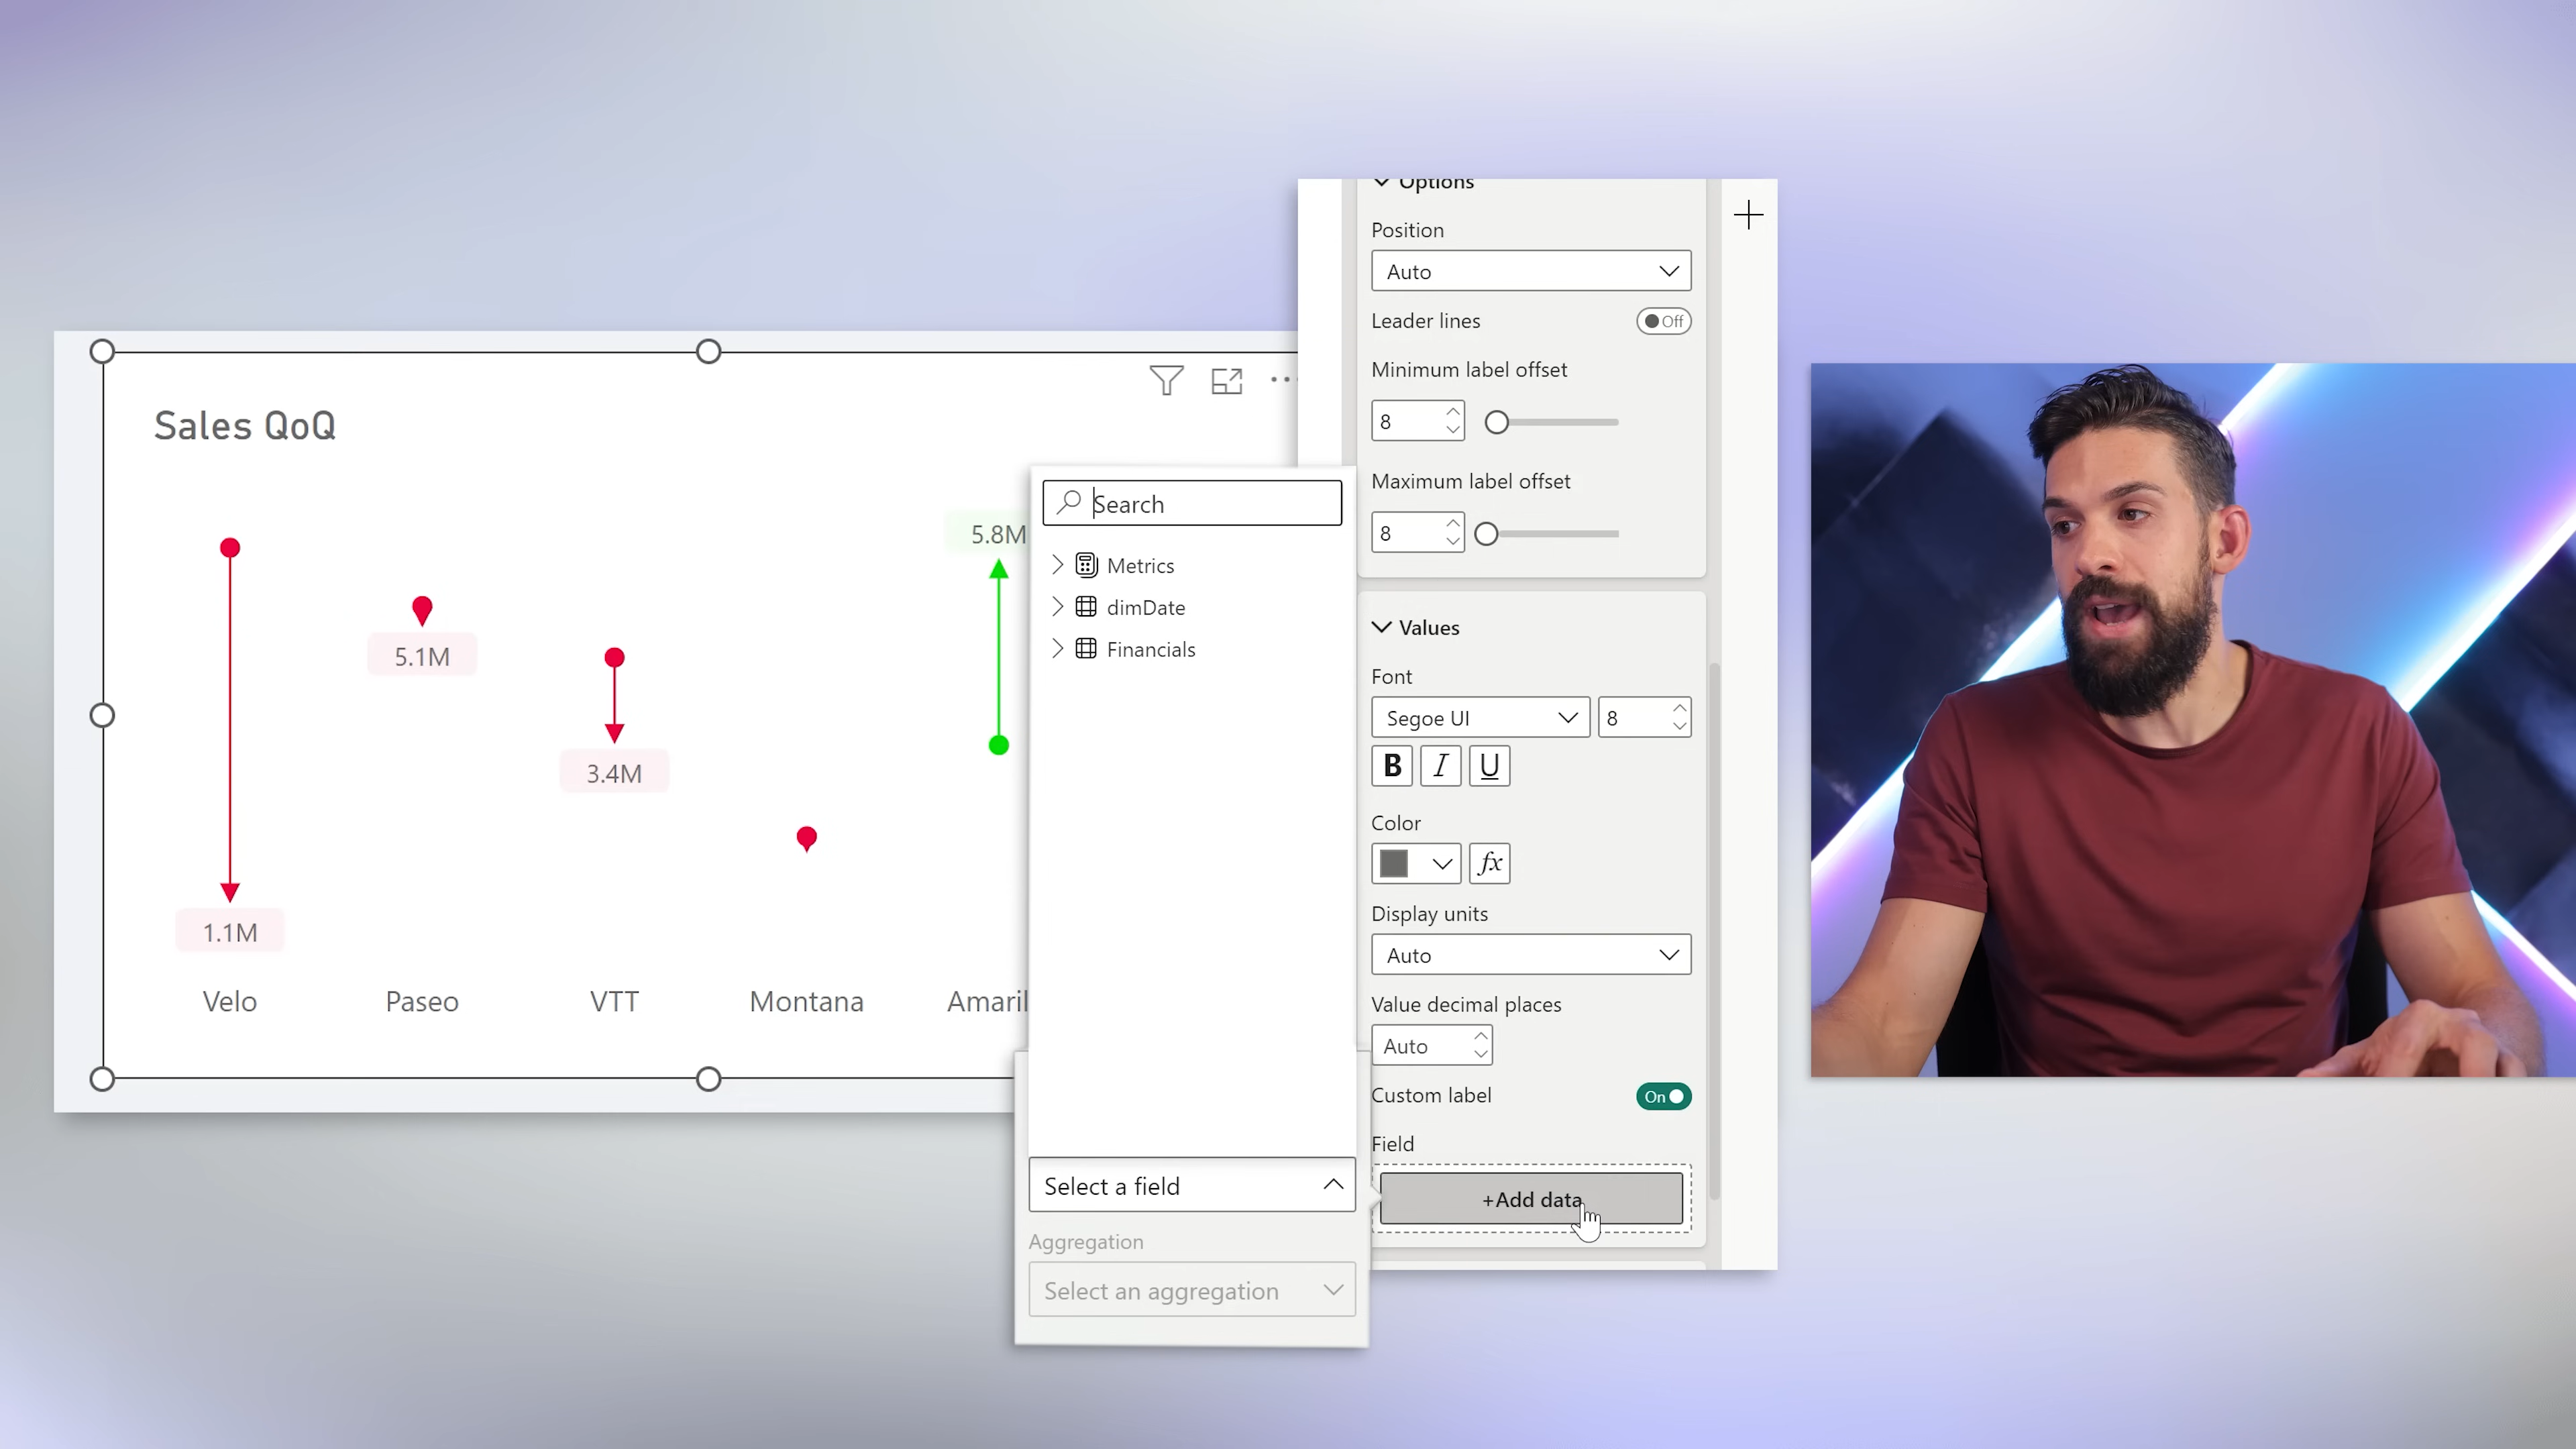 Sales QoQ
5.8M
5.1M
3.4M
1.1M
Velo
Paseo
VTT
Montana
Amaril
Search
Metrics
dimDate
Financials
Select a field
Aggregation
Select an aggregation
Options
Position
Auto
Leader lines
Off
Minimum label offset
8
Maximum label offset
8
Values
Font
Segoe UI
8
B I U
Color
fx
Display units
Auto
Value decimal places
Auto
Custom label
On
Field
+Add data